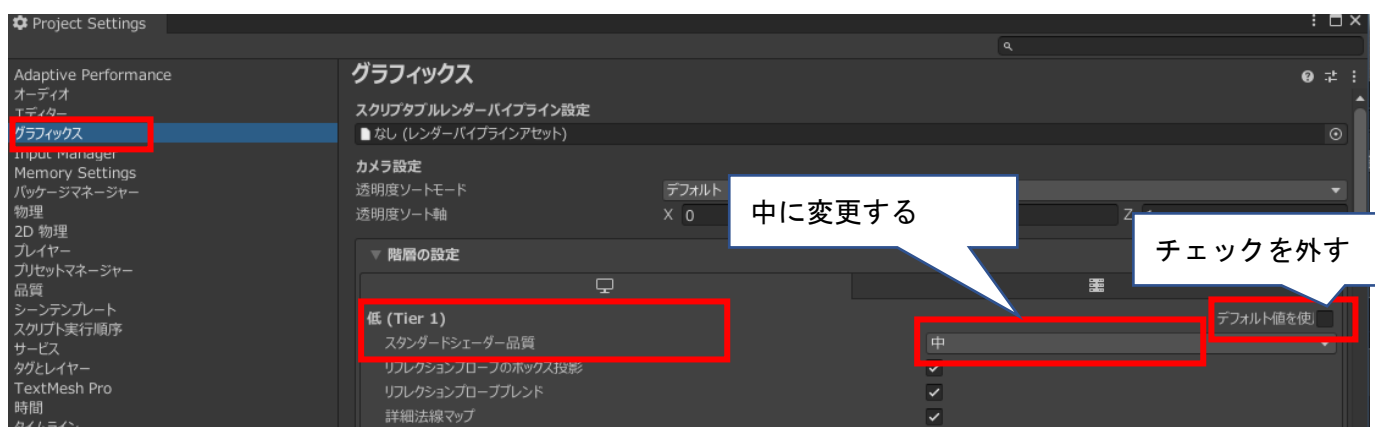 Project Settings
Adaptive Performance
オーディオ
エディター
グラフィックス
Input Manager
Memory Settings
パッケージマネージャー
物理
2D 物理
プレイヤー
プリセットマネージャー
品質
シーンテンプレート
スクリプト実行順序
サービス
タグとレイヤー
TextMesh Pro
時間
タイムライン
グラフィックス
スクリプタブルレンダーパイプライン設定
なし (レンダーパイプラインアセット)
カメラ設定
透明度ソートモード デフォルト
透明度ソート軸 X 0 Z
中に変更する
チェックを外す
階層の設定
低 (Tier 1) デフォルト値を使
スタンダードシェーダー品質 中
リフレクションプローブのボックス投影
リフレクションプローブブレンド
詳細法線マップ